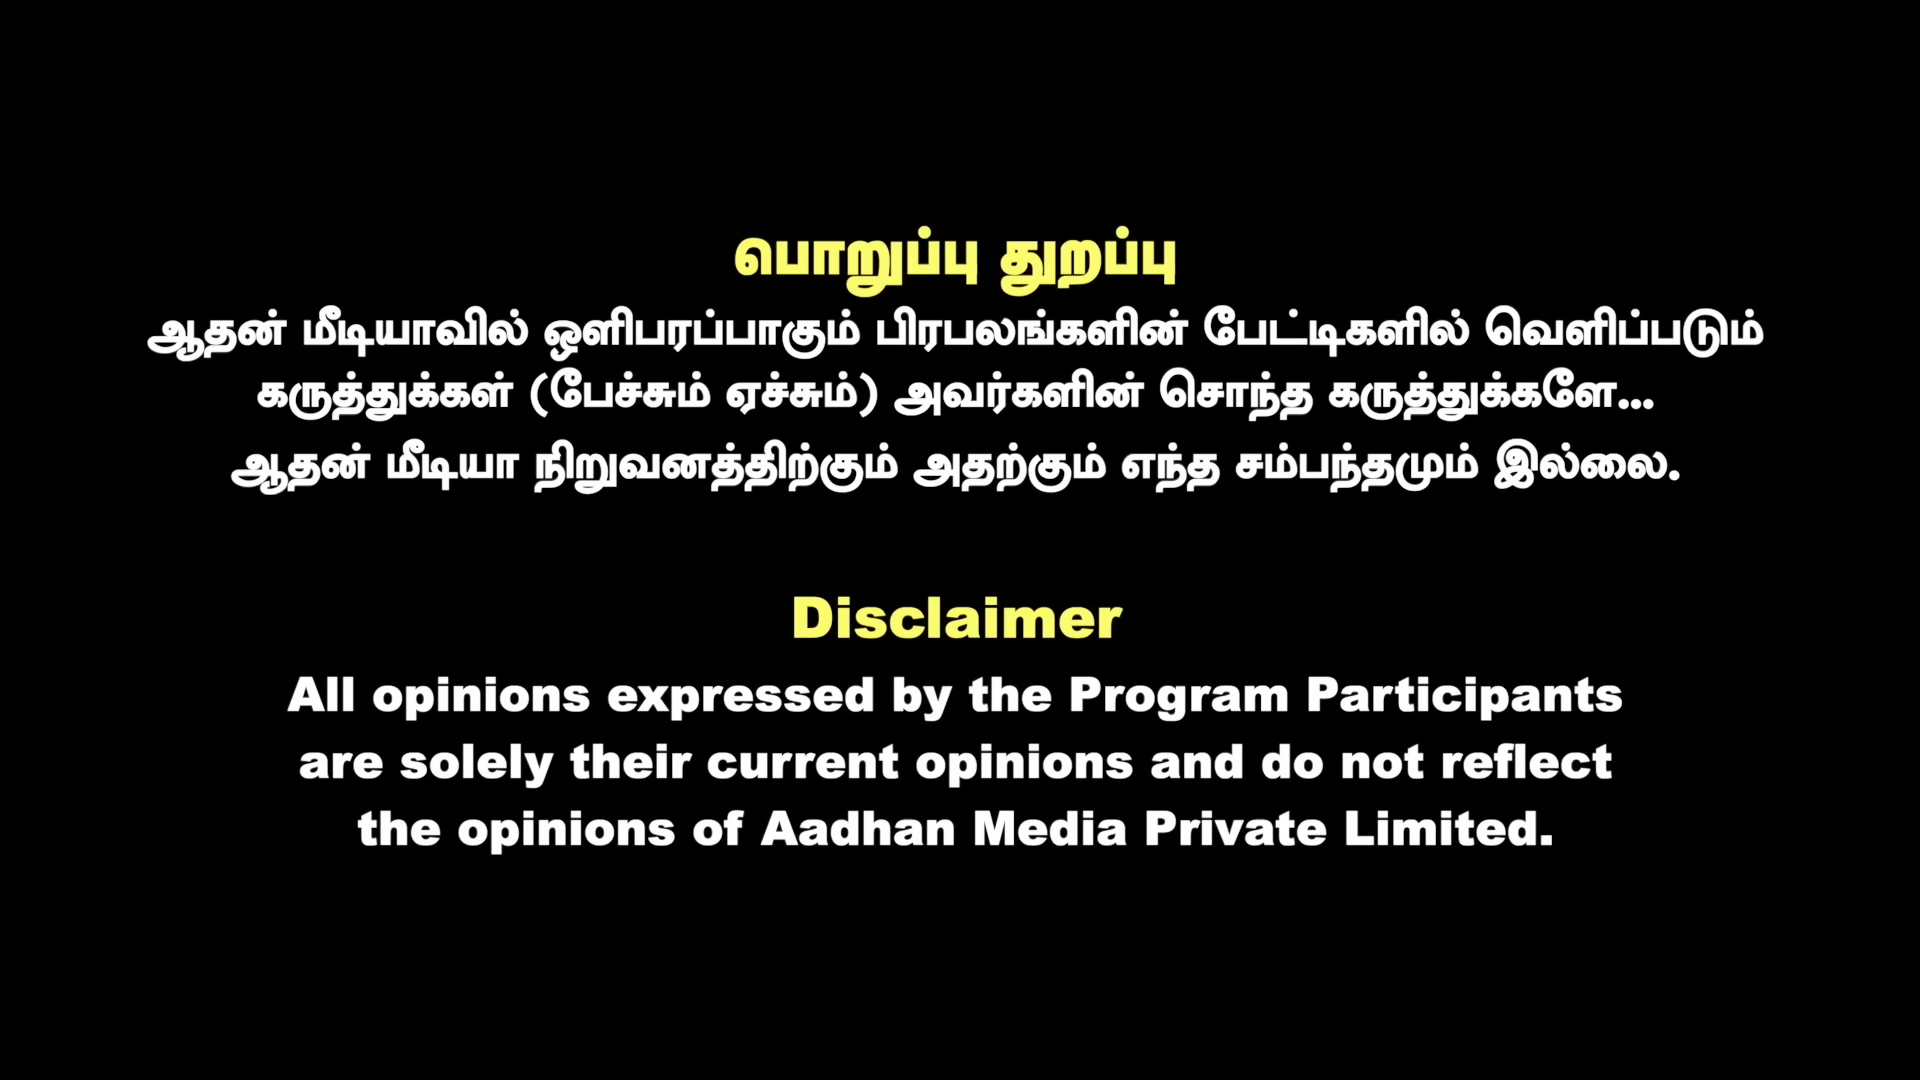 பொறுப்பு துறப்பு
ஆதன் மீடியாவில் ஒளிபரப்பாகும் பிரபலங்களின் பேட்டிகளில் வெளிப்படும்
கருத்துக்கள் (பேச்சும் ஏச்சும்) அவர்களின் சொந்த கருத்துக்களே...
ஆதன் மீடியா நிறுவனத்திற்கும் அதற்கும் எந்த சம்பந்தமும் இல்லை.
Disclaimer
All opinions expressed by the Program Participants
are solely their current opinions and do not reflect
the opinions of Aadhan Media Private Limited.